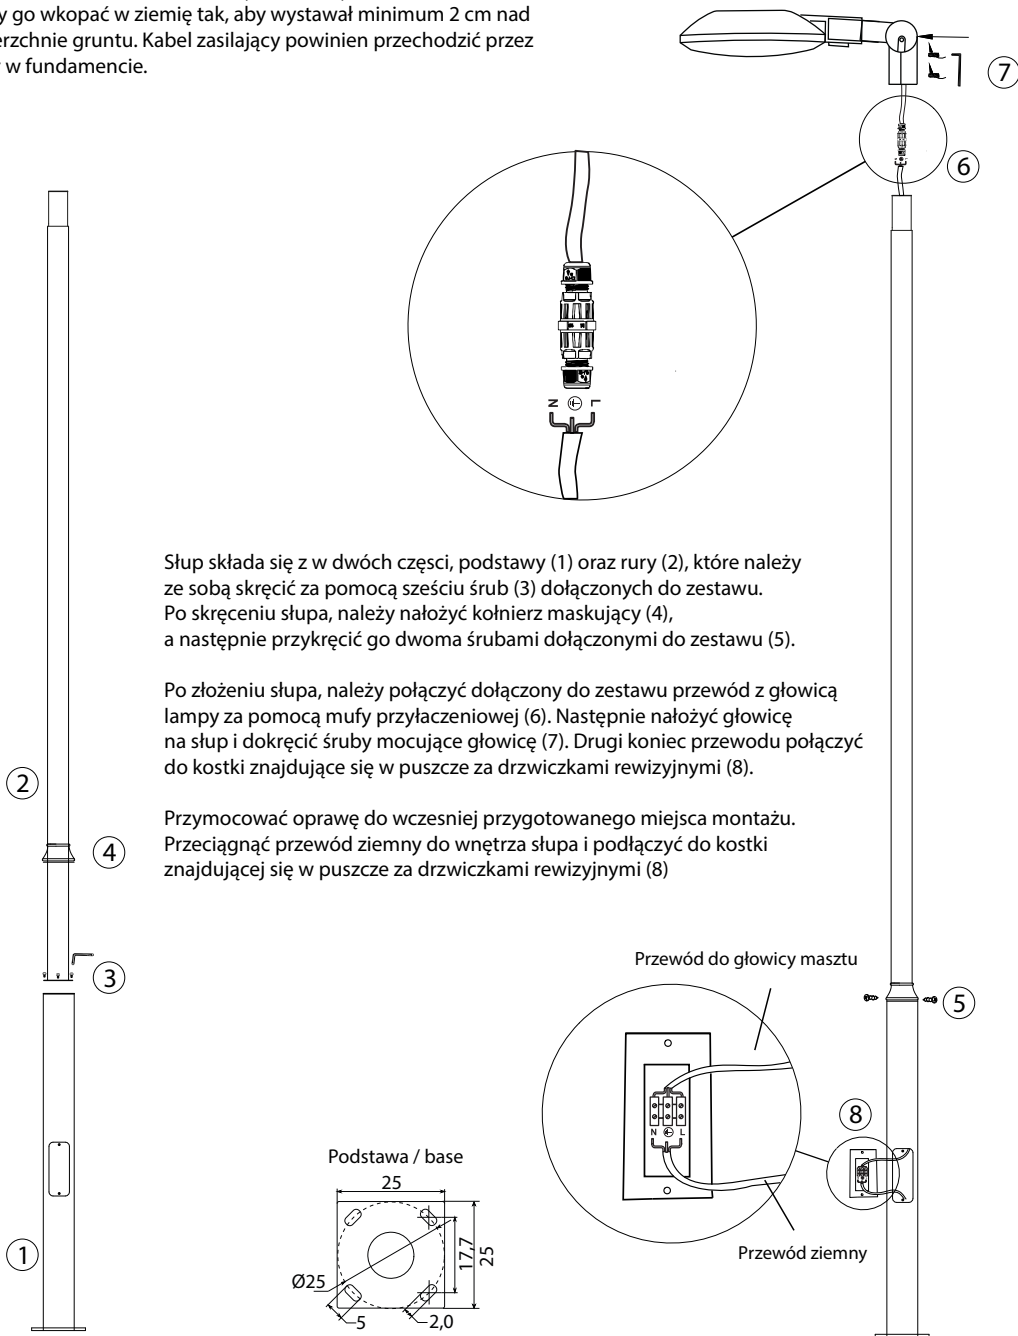 y go wkopać w ziemię tak, aby wystawał minimum 2 cm nad
erzchnie gruntu. Kabel zasilający powinien przechodzić przez
w fundamencie.
7
6
N L
Słup składa się z w dwóch częsci, podstawy (1) oraz rury (2), które należy
ze sobą skręcić za pomocą sześciu śrub (3) dołączonych do zestawu.
Po skręceniu słupa, należy nałożyć kołnierz maskujący (4),
a następnie przykręcić go dwoma śrubami dołączonymi do zestawu (5).
Po złożeniu słupa, należy połączyć dołączony do zestawu przewód z głowicą
lampy za pomocą mufy przyłaczeniowej (6). Następnie nałożyć głowicę
na słup i dokręcić śruby mocujące głowicę (7). Drugi koniec przewodu połączyć
do kostki znajdujące się w puszcze za drzwiczkami rewizyjnymi (8).
Przymocować oprawę do wczesniej przygotowanego miejsca montażu.
Przeciągnąć przewód ziemny do wnętrza słupa i podłączyć do kostki
znajdującej się w puszcze za drzwiczkami rewizyjnymi (8)
2
4
3
1
Przewód do głowicy masztu
5
8
N L
Przewód ziemny
Podstawa / base
25
17,7
25
Ø25
5
2,0